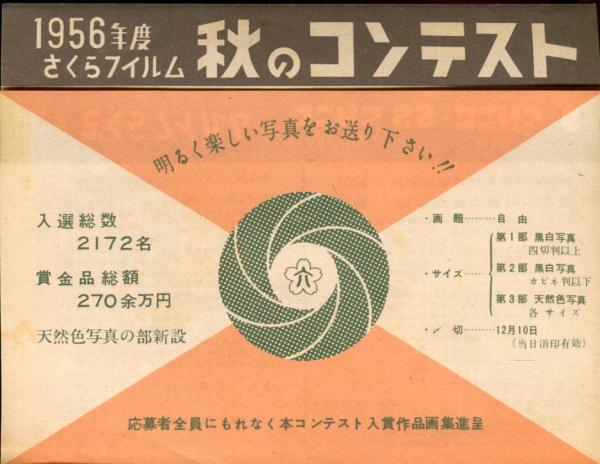 1956年度
さくらフイルム
秋のコンテスト
明るく楽しい写真をお送り下さい!!
入選総数
2172名
賞金品総額
270余万円
天然色写真の部新設
六
・画題………自由
・サイズ……
第1部 黒白写真
四切判以上
第2部 黒白写真
カビネ判以下
第3部 天然色写真
各サイズ
・〆切………12月10日
(当日消印有効)
応募者全員にもれなく本コンテスト入賞作品画集進呈